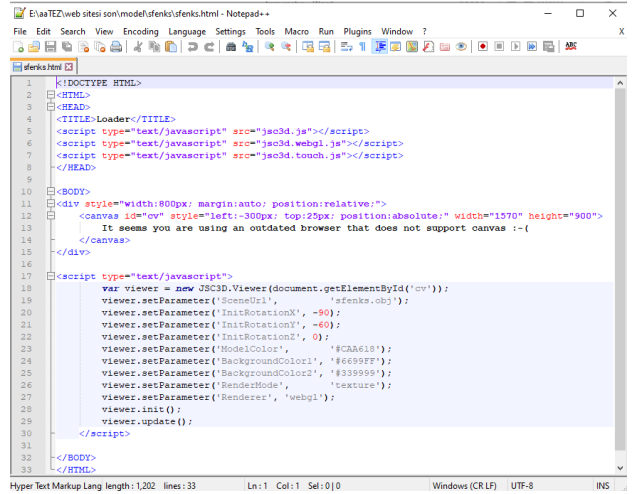 E:\aaTEZ\web sitesi son\model\sfenks\sfenks.html - Notepad++
File Edit Search View Encoding Language Settings Tools Macro Run Plugins Window ? X
ABC
sfenks.html
1 <!DOCTYPE HTML>
2 <HTML>
3 <HEAD>
4 <TITLE>Loader</TITLE>
5 <script type="text/javascript" src="jsc3d.js"></script>
6 <script type="text/javascript" src="jsc3d.webgl.js"></script>
7 <script type="text/javascript" src="jsc3d.touch.js"></script>
8 </HEAD>
9
10 <BODY>
11 <div style="width:800px; margin:auto; position:relative;">
12 <canvas id="cv" style="left:-300px; top:25px; position:absolute;" width="1570" height="900">
13 It seems you are using an outdated browser that does not support canvas :-(
14 </canvas>
15 </div>
16
17 <script type="text/javascript">
18 var viewer = new JSC3D.Viewer(document.getElementById('cv'));
19 viewer.setParameter('SceneUrl', 'sfenks.obj');
20 viewer.setParameter('InitRotationX', -90);
21 viewer.setParameter('InitRotationY', -60);
22 viewer.setParameter('InitRotationZ', 0);
23 viewer.setParameter('ModelColor', '#CAA618');
24 viewer.setParameter('BackgroundColor1', '#6699FF');
25 viewer.setParameter('BackgroundColor2', '#339999');
26 viewer.setParameter('RenderMode', 'texture');
27 viewer.setParameter('Renderer', 'webgl');
28 viewer.init();
29 viewer.update();
30 </script>
31
32 </BODY>
33 </HTML>
Hyper Text Markup Lang length : 1,202 lines : 33 Ln : 1 Col : 1 Sel : 0 | 0 Windows (CR LF) UTF-8 INS